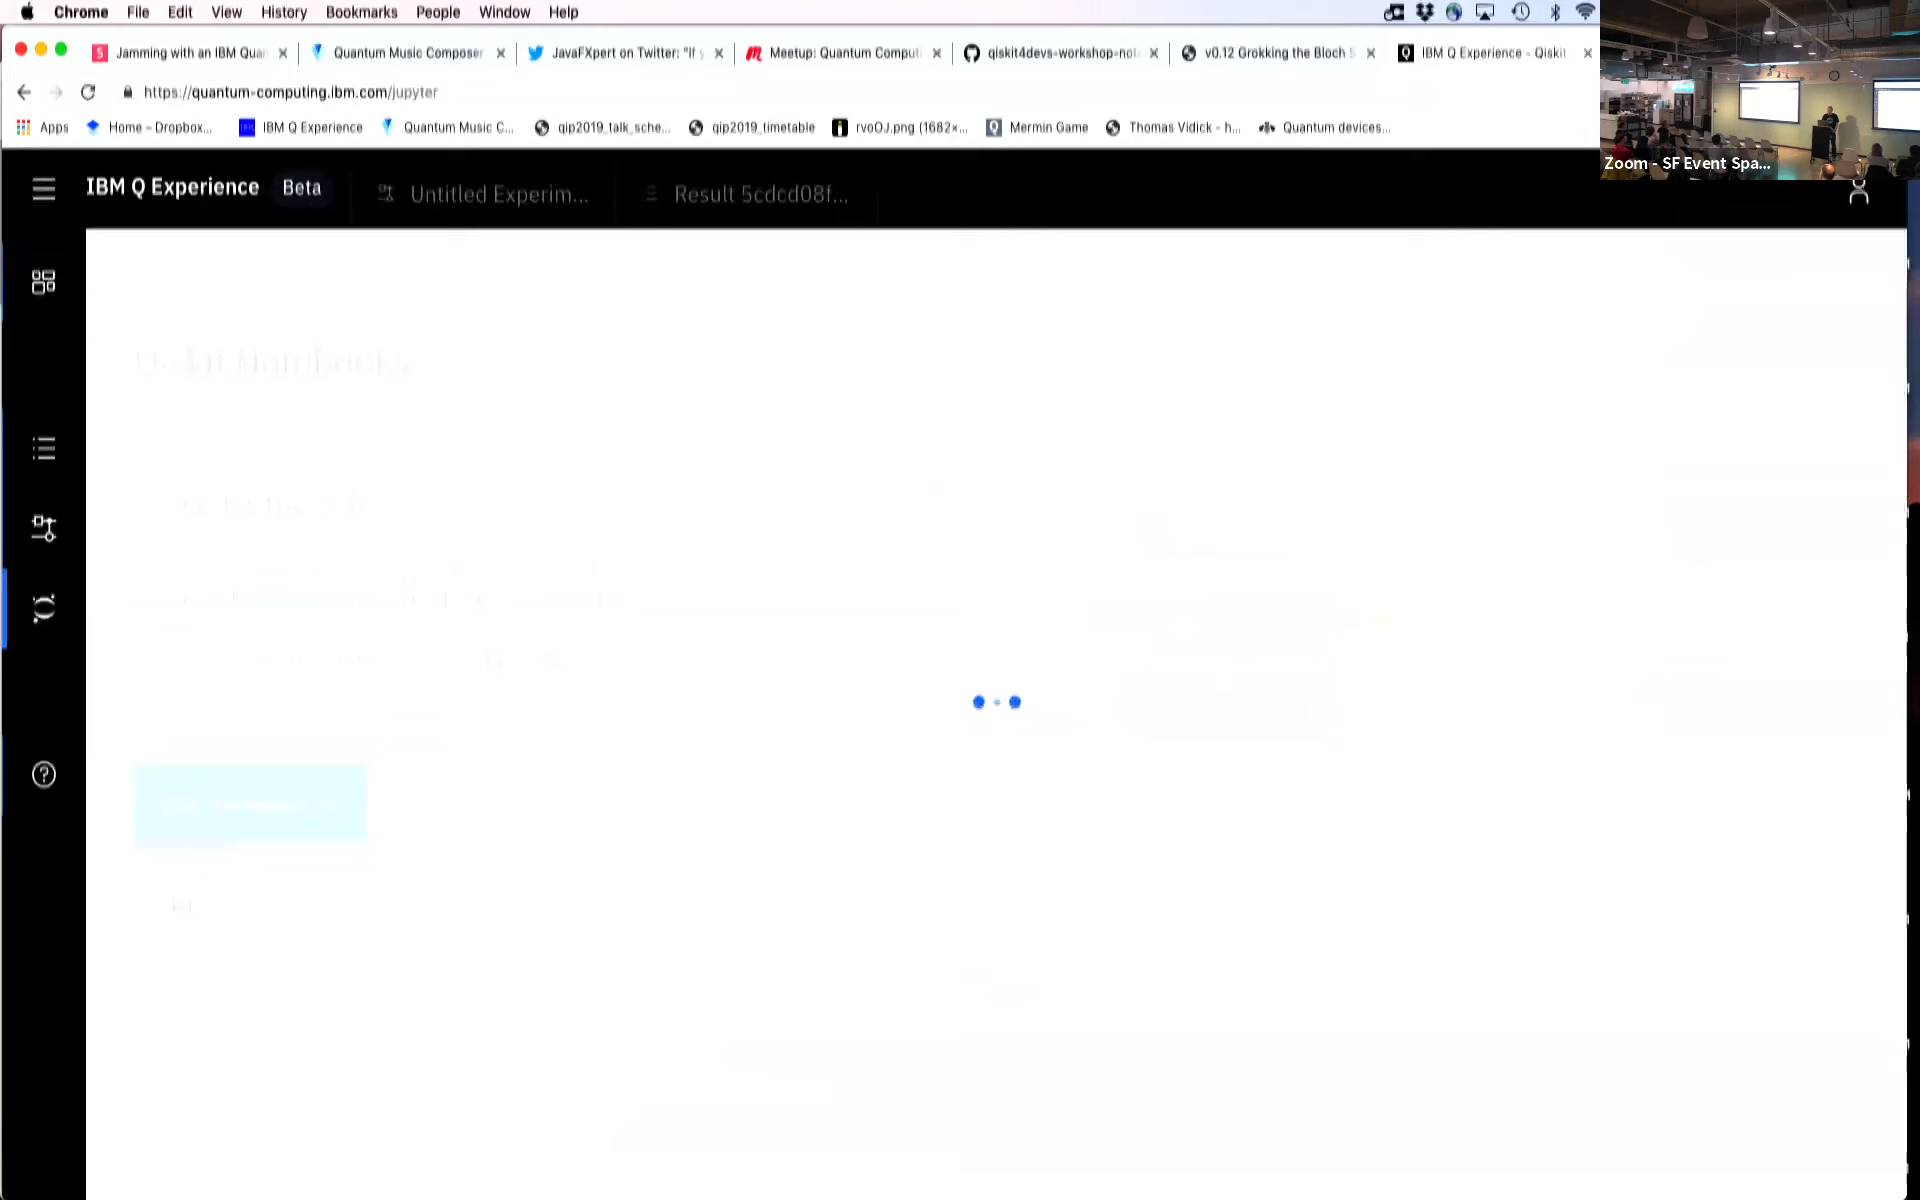 Chrome File Edit View History Bookmarks People Window Help
Jamming with an IBM Quan Quantum Music Composer JavaFXpert on Twitter: "If y Meetup: Quantum Computi qiskit4devs-workshop-not v0.12 Grokking the Bloch S IBM Q Experience - Qiskit
https://quantum-computing.ibm.com/jupyter
Apps Home - Dropbox... IBM Q Experience Quantum Music C... qip2019_talk_sche... qip2019_timetable rvoOJ.png (1682×... Mermin Game Thomas Vidick - h... Quantum devices...
Zoom - SF Event Spa...
IBM Q Experience Beta Untitled Experim... Result 5cdcd08f...